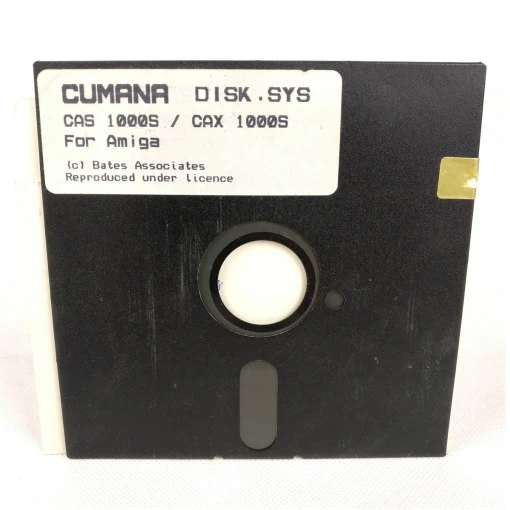 CUMANA DISK.SYS
CAS 1000S / CAX 1000S
For Amiga
(c) Bates Associates
Reproduced under licence